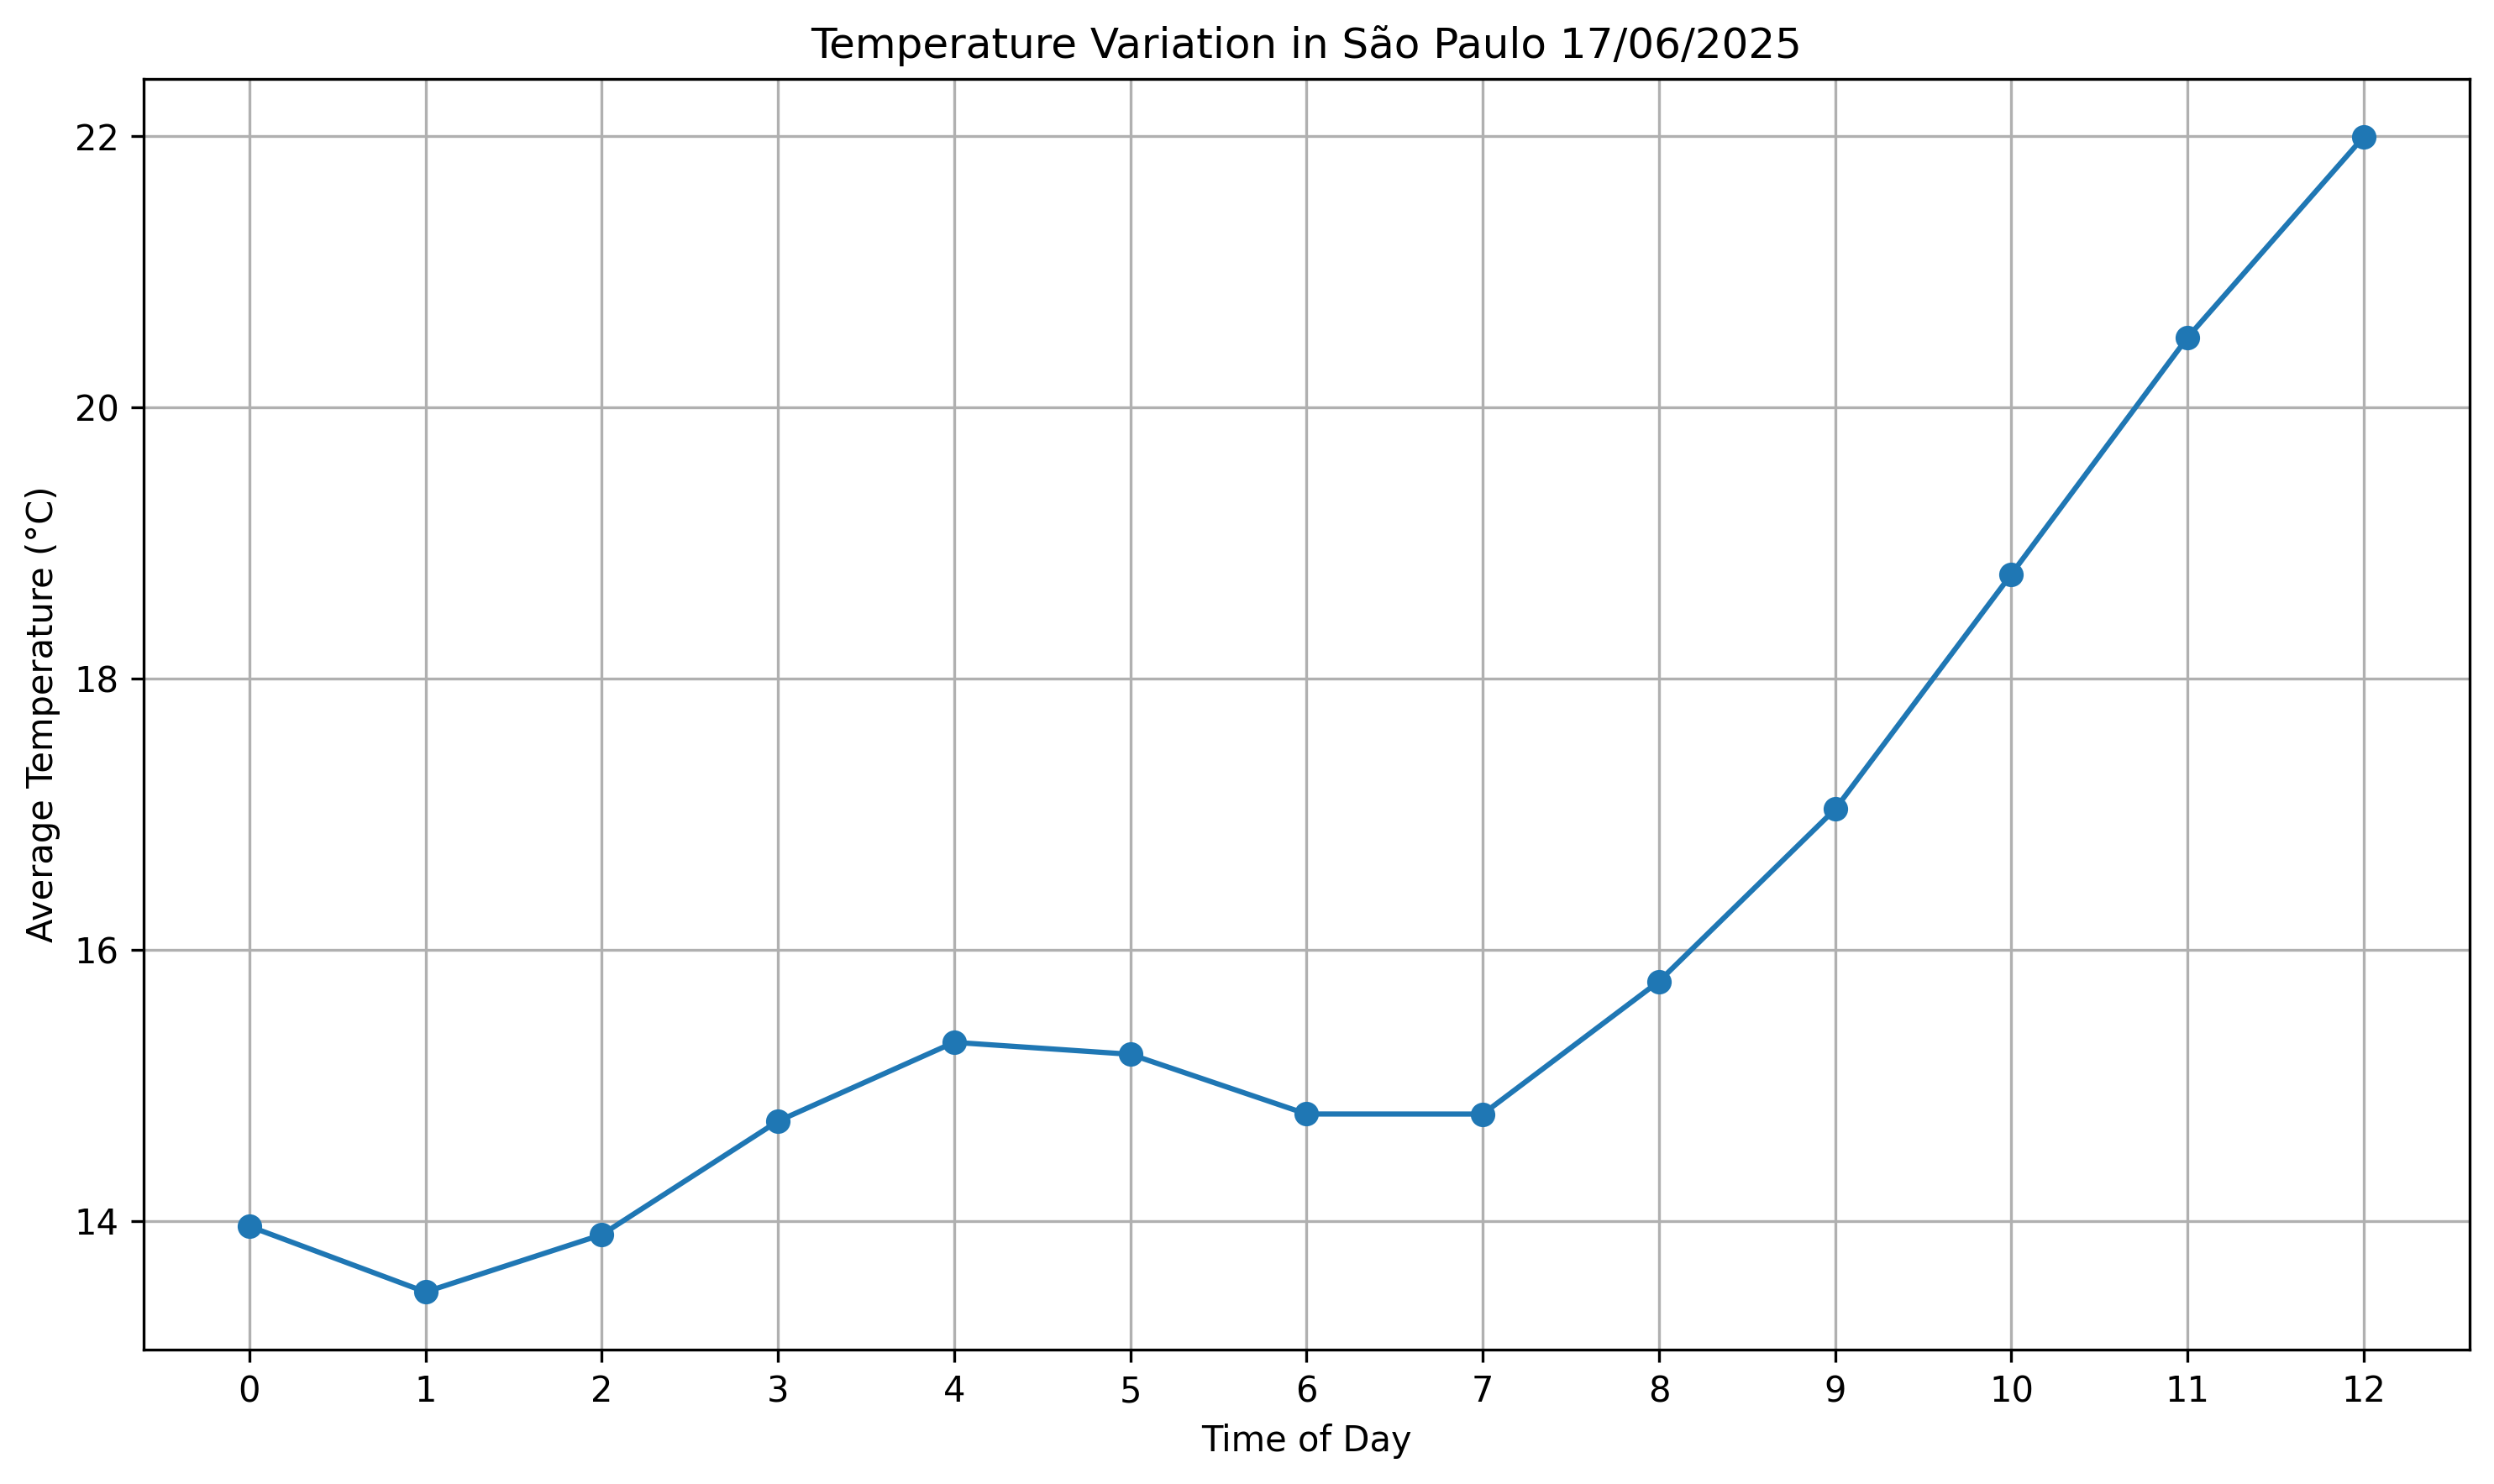 Temperature Variation in São Paulo 17/06/2025
Average Temperature (°C)
22
20
18
16
14
0 1 2 3 4 5 6 7 8 9 10 11 12
Time of Day